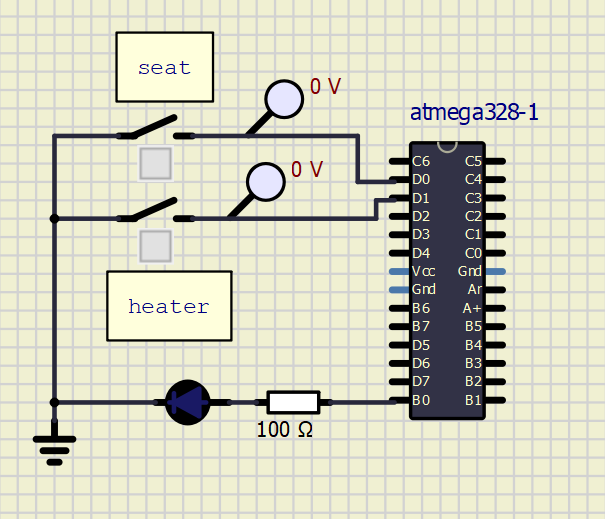 seat
0 V
atmega328-1
0 V
C6 C5
D0 C4
D1 C3
D2 C2
D3 C1
D4 C0
Vcc Gnd
Gnd Ar
B6 A+
B7 B5
D5 B4
D6 B3
D7 B2
B0 B1
heater
100 Ω